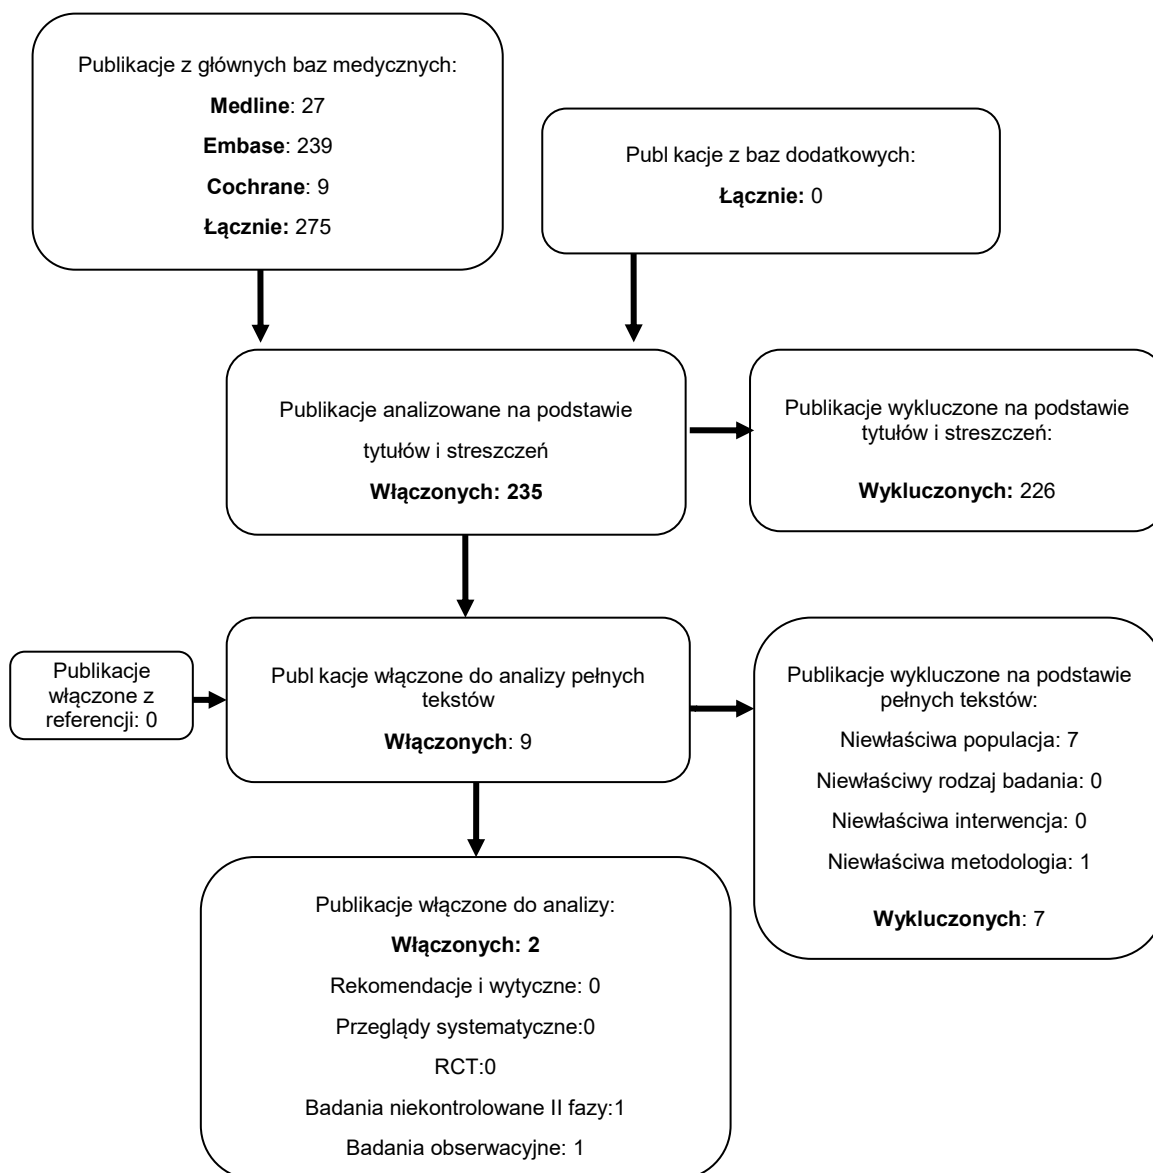 Publikacje z głównych baz medycznych:
Medline: 27
Embase: 239
Cochrane: 9
Łącznie: 275
Publ kacje z baz dodatkowych:
Łącznie: 0
Publikacje analizowane na podstawie
tytułów i streszczeń
Włączonych: 235
Publikacje wykluczone na podstawie
tytułów i streszczeń:
Wykluczonych: 226
Publikacje
włączone z
referencji: 0
Publ kacje włączone do analizy pełnych
tekstów
Włączonych: 9
Publikacje wykluczone na podstawie
pełnych tekstów:
Niewłaściwa populacja: 7
Niewłaściwy rodzaj badania: 0
Niewłaściwa interwencja: 0
Niewłaściwa metodologia: 1
Wykluczonych: 7
Publikacje włączone do analizy:
Włączonych: 2
Rekomendacje i wytyczne: 0
Przeglądy systematyczne:0
RCT:0
Badania niekontrolowane II fazy:1
Badania obserwacyjne: 1